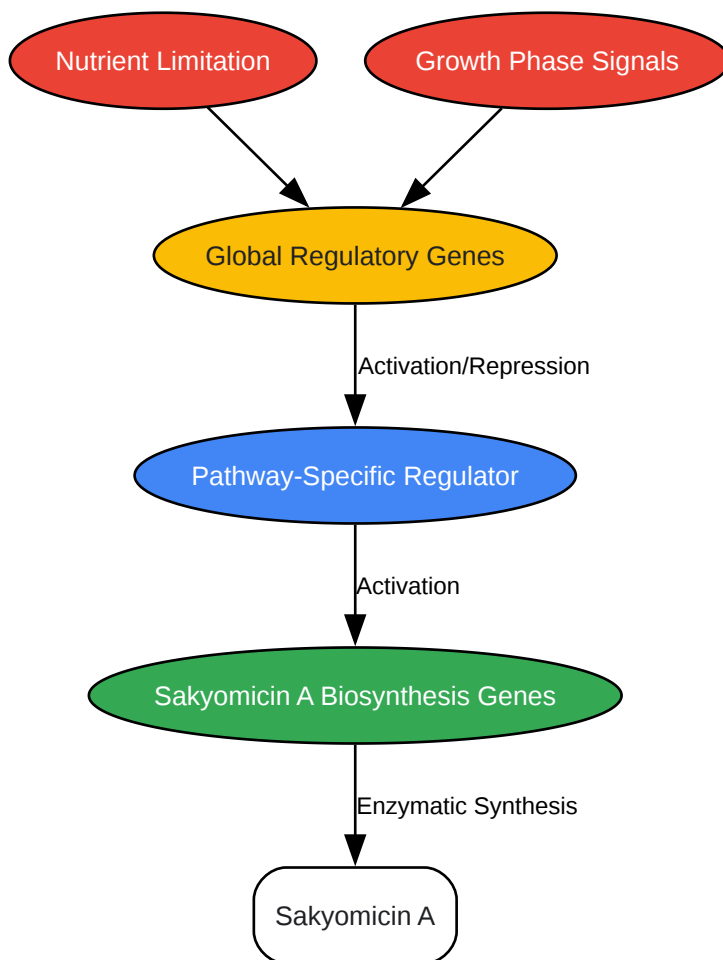 Nutrient Limitation
Growth Phase Signals
Global Regulatory Genes
Activation/Repression
Pathway-Specific Regulator
Activation
Sakyomicin A Biosynthesis Genes
Enzymatic Synthesis
Sakyomicin A